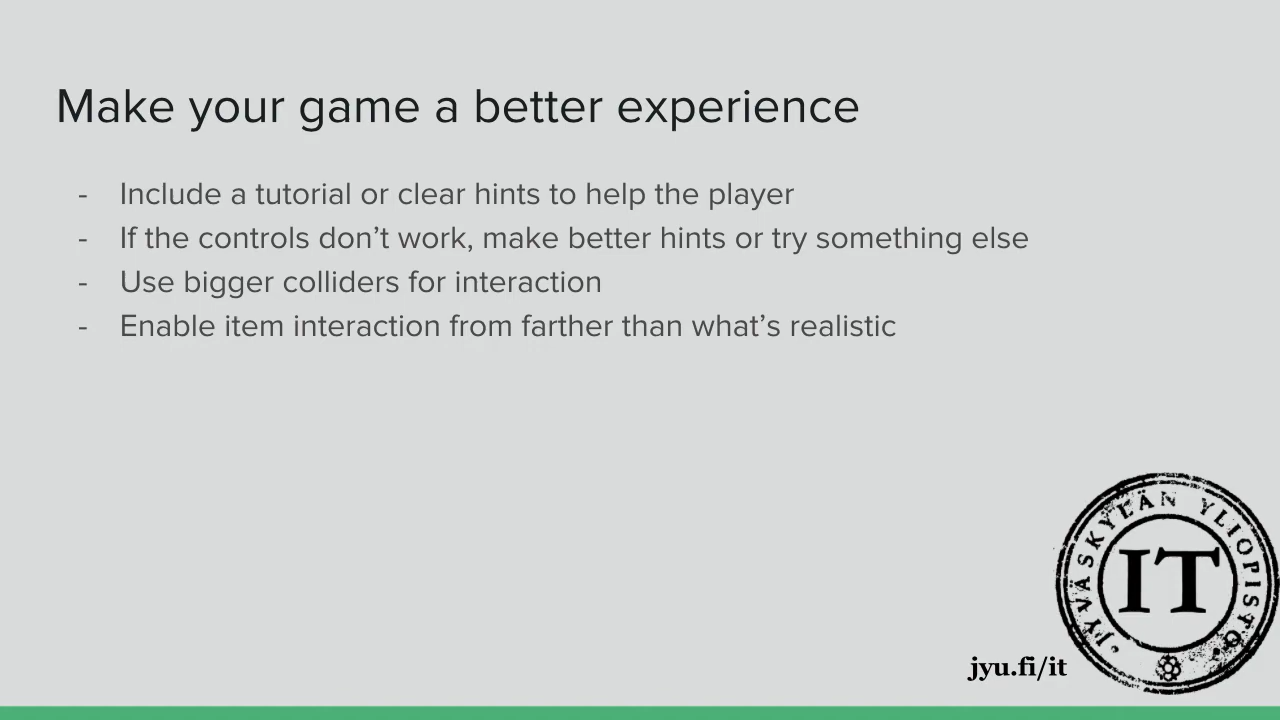 Make your game a better experience
- Include a tutorial or clear hints to help the player
- If the controls don’t work, make better hints or try something else
- Use bigger colliders for interaction
- Enable item interaction from farther than what’s realistic
JYVÄSKYLÄN YLIOPISTO
IT
jyu.fi/it